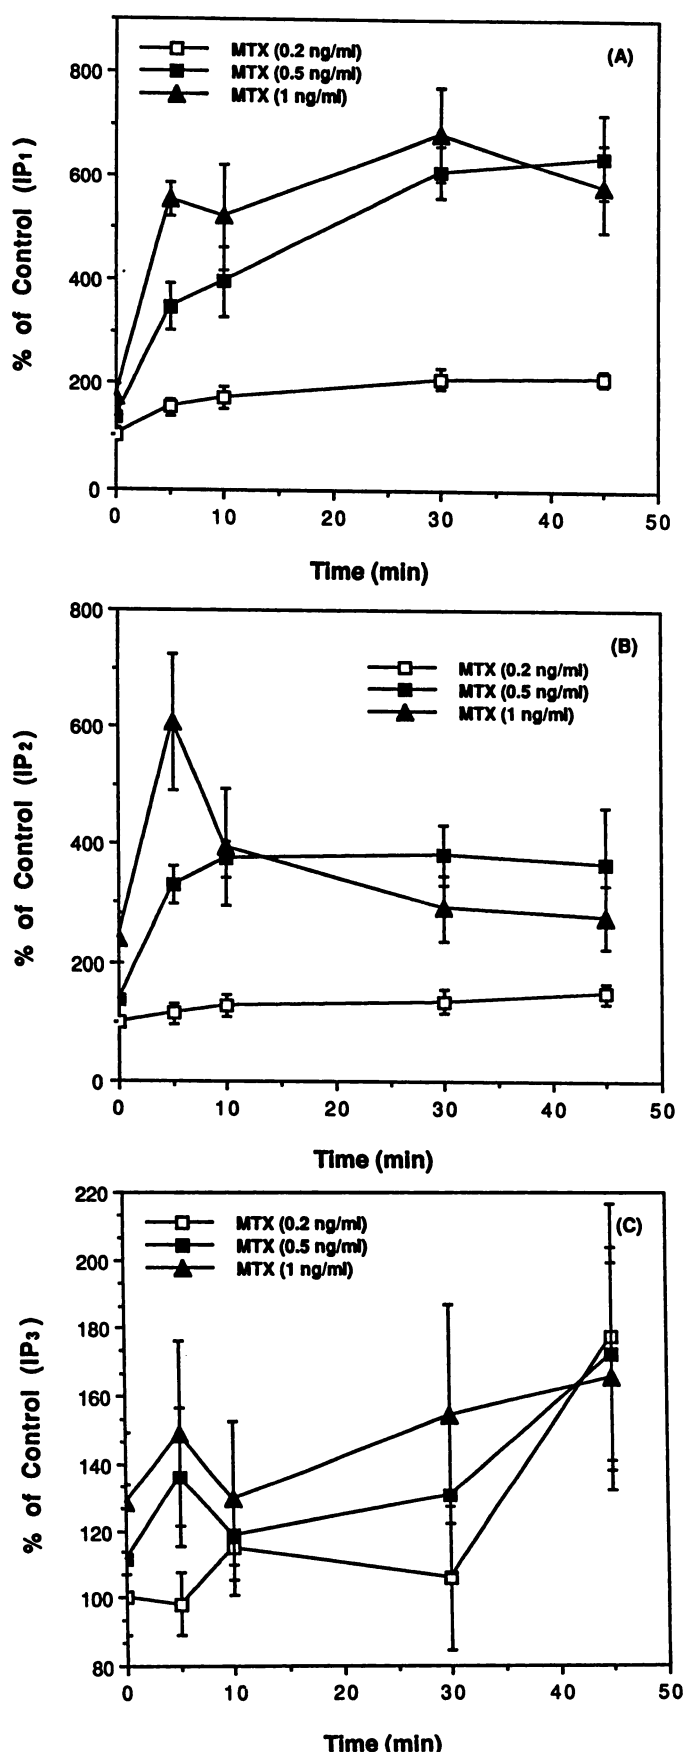 (A)
MTX (0.2 ng/ml)
MTX (0.5 ng/ml)
MTX (1 ng/ml)
% of Control (IP1)
800
600
400
200
0
0 10 20 30 40 50
Time (min)
(B)
MTX (0.2 ng/ml)
MTX (0.5 ng/ml)
MTX (1 ng/ml)
% of Control (IP2)
800
600
400
200
0
0 10 20 30 40 50
Time (min)
(C)
MTX (0.2 ng/ml)
MTX (0.5 ng/ml)
MTX (1 ng/ml)
% of Control (IP3)
220
200
180
160
140
120
100
80
0 10 20 30 40 50
Time (min)